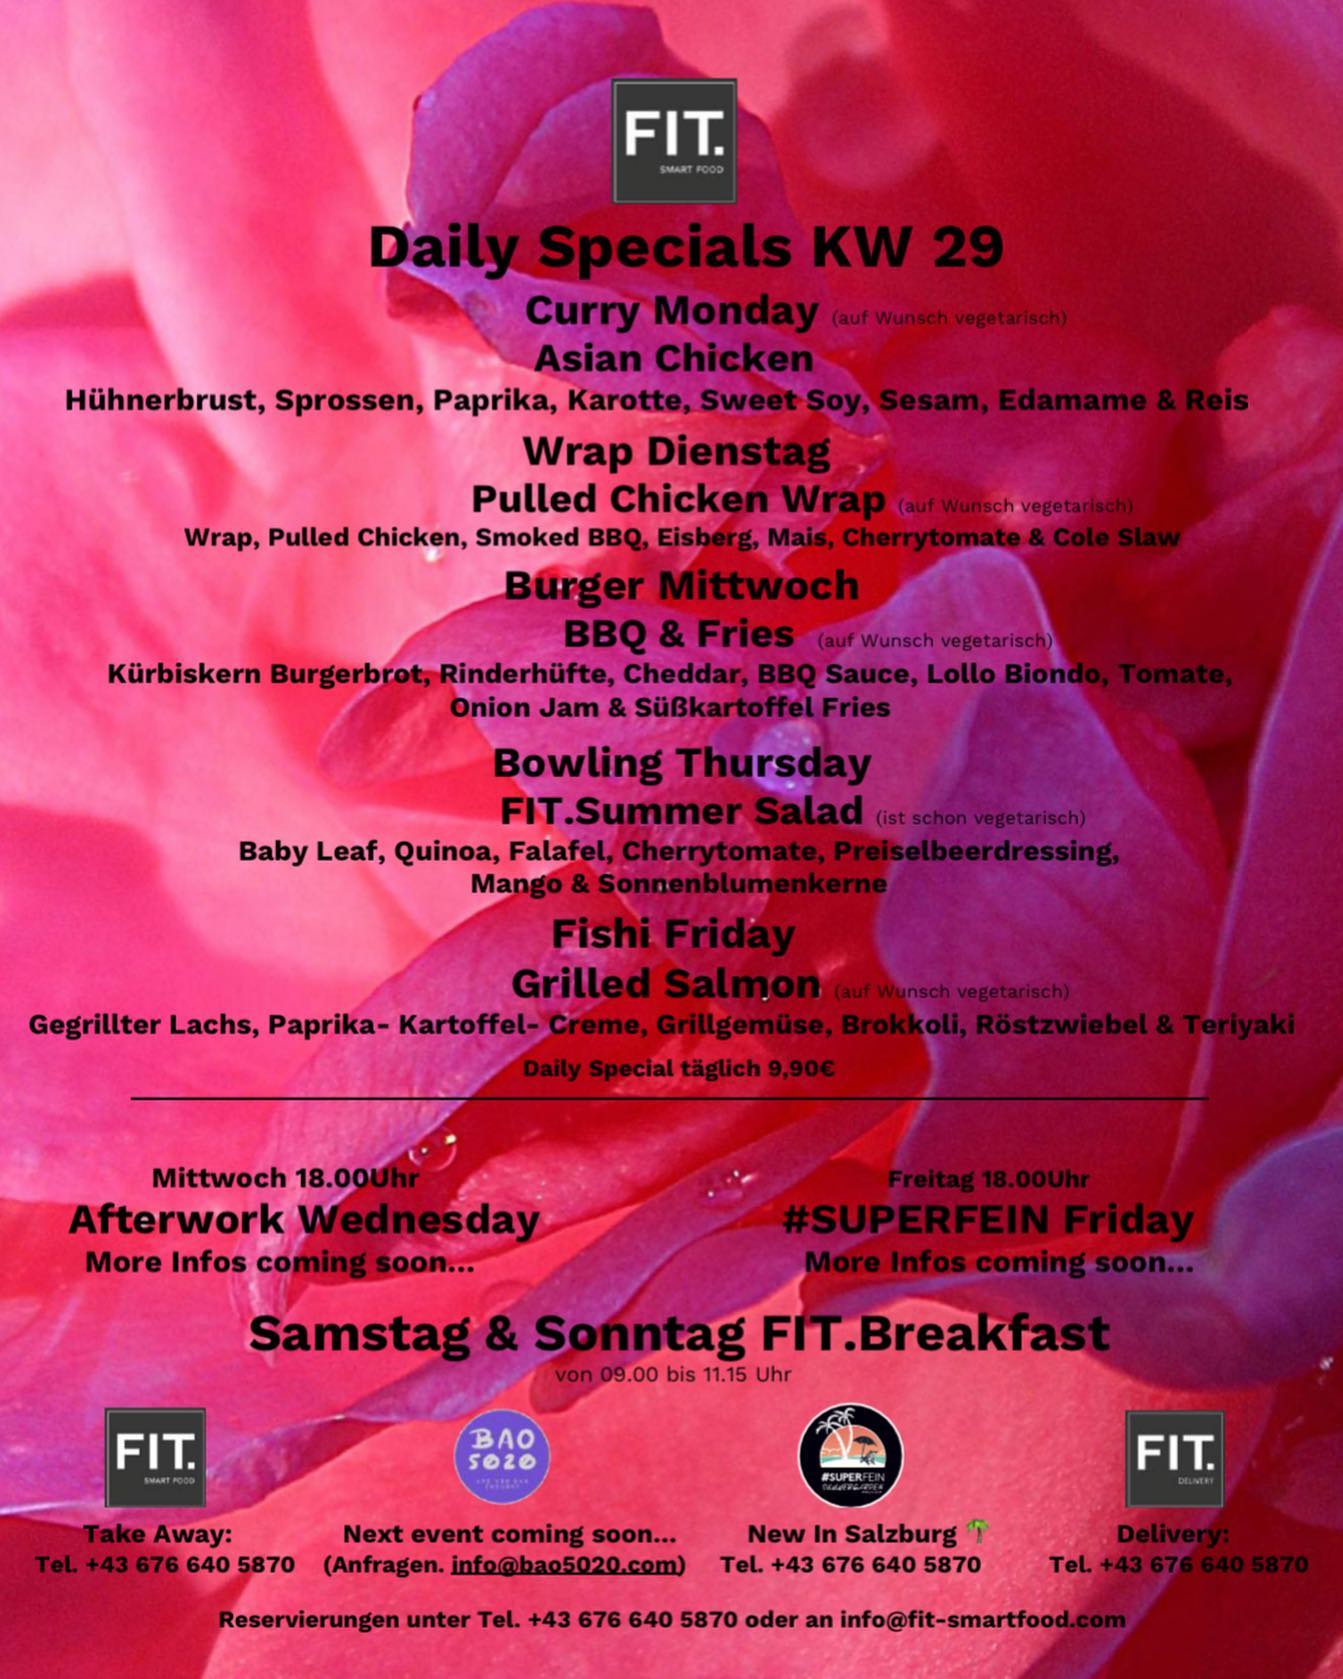 FIT.
SMART FOOD
Daily Specials KW 29
Curry Monday (auf Wunsch vegetarisch)
Asian Chicken
Hühnerbrust, Sprossen, Paprika, Karotte, Sweet Soy, Sesam, Edamame & Reis
Wrap Dienstag
Pulled Chicken Wrap (auf Wunsch vegetarisch)
Wrap, Pulled Chicken, Smoked BBQ, Eisberg, Mais, Cherrytomate & Cole Slaw
Burger Mittwoch
BBQ & Fries (auf Wunsch vegetarisch)
Kürbiskern Burgerbrot, Rinderhüfte, Cheddar, BBQ Sauce, Lollo Biondo, Tomate,
Onion Jam & Süßkartoffel Fries
Bowling Thursday
FIT.Summer Salad (ist schon vegetarisch)
Baby Leaf, Quinoa, Falafel, Cherrytomate, Preiselbeerdressing,
Mango & Sonnenblumenkerne
Fishi Friday
Grilled Salmon (auf Wunsch vegetarisch)
Gegrillter Lachs, Paprika- Kartoffel- Creme, Grillgemüse, Brokkoli, Röstzwiebel & Teriyaki
Daily Special täglich 9,90€
Mittwoch 18.00Uhr
Afterwork Wednesday
More Infos coming soon...
Freitag 18.00Uhr
#SUPERFEIN Friday
More Infos coming soon...
Samstag & Sonntag FIT.Breakfast
von 09.00 bis 11.15 Uhr
FIT.
SMART FOOD
Take Away:
Tel. +43 676 640 5870
BAO
5020
Next event coming soon...
(Anfragen. info@bao5020.com)
#SUPERFEIN
New In Salzburg 🌴
Tel. +43 676 640 5870
FIT.
DELIVERY
Delivery:
Tel. +43 676 640 5870
Reservierungen unter Tel. +43 676 640 5870 oder an info@fit-smartfood.com